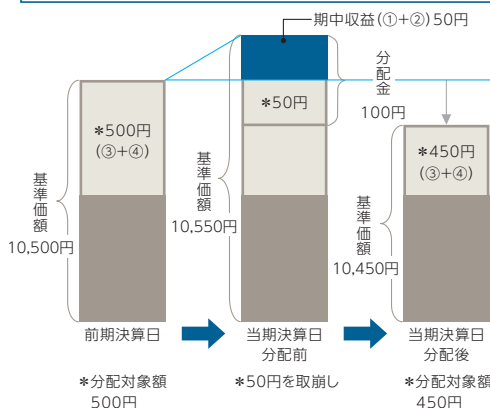 期中収益(①+②)50円
分配金
100円
＊50円
＊500円
(③+④)
＊450円
(③+④)
基準価額
10,500円
基準価額
10,550円
基準価額
10,450円
前期決算日
当期決算日
分配前
当期決算日
分配後
＊分配対象額
500円
＊50円を取崩し
＊分配対象額
450円